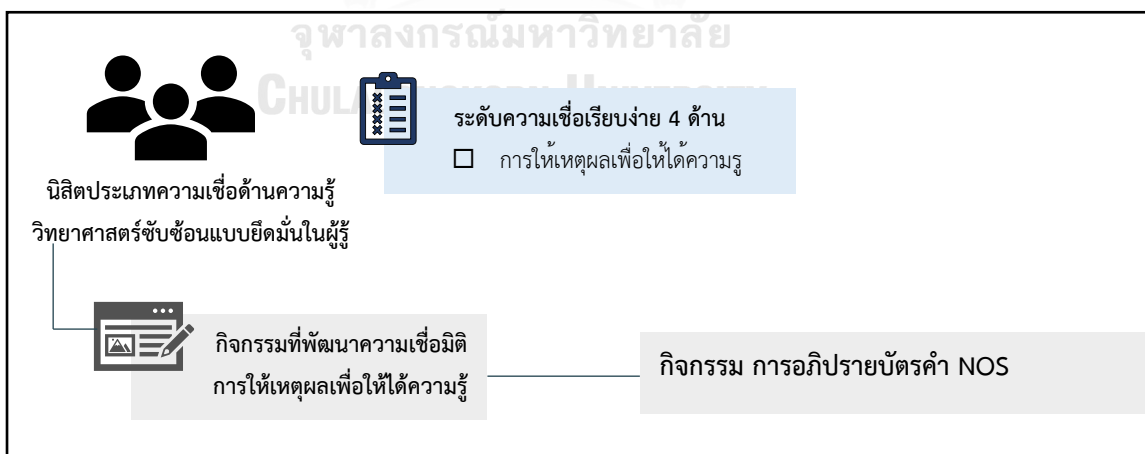 จุฬาลงกรณ์มหาวิทยาลัย
CHUL
ระดับความเชื่อเรียบง่าย 4 ด้าน
☐ การให้เหตุผลเพื่อให้ได้ความรู
นิสิตประเภทความเชื่อด้านความรู้
วิทยาศาสตร์ซับซ้อนแบบยึดมั่นในผู้รู้
กิจกรรมที่พัฒนาความเชื่อมิติ
การให้เหตุผลเพื่อให้ได้ความรู้
กิจกรรม การอภิปรายบัตรคำ NOS